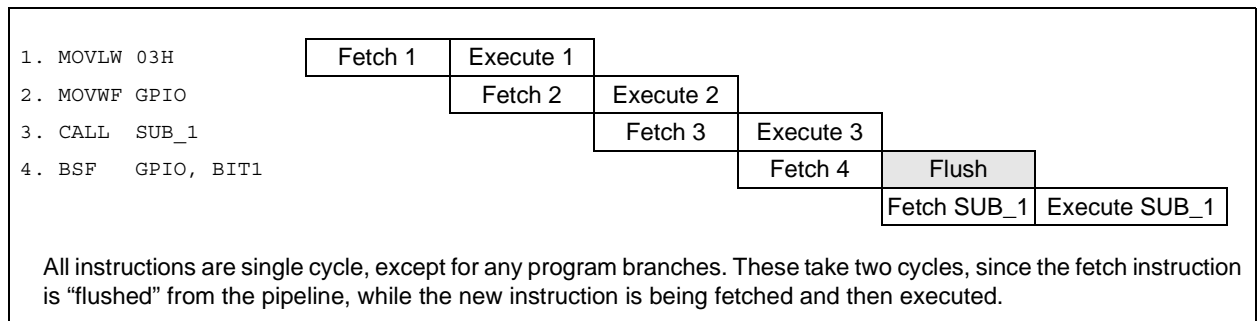 1. MOVLW 03H Fetch 1 Execute 1
2. MOVWF GPIO Fetch 2 Execute 2
3. CALL SUB_1 Fetch 3 Execute 3
4. BSF GPIO, BIT1 Fetch 4 Flush
Fetch SUB_1 Execute SUB_1
All instructions are single cycle, except for any program branches. These take two cycles, since the fetch instruction
is “flushed” from the pipeline, while the new instruction is being fetched and then executed.